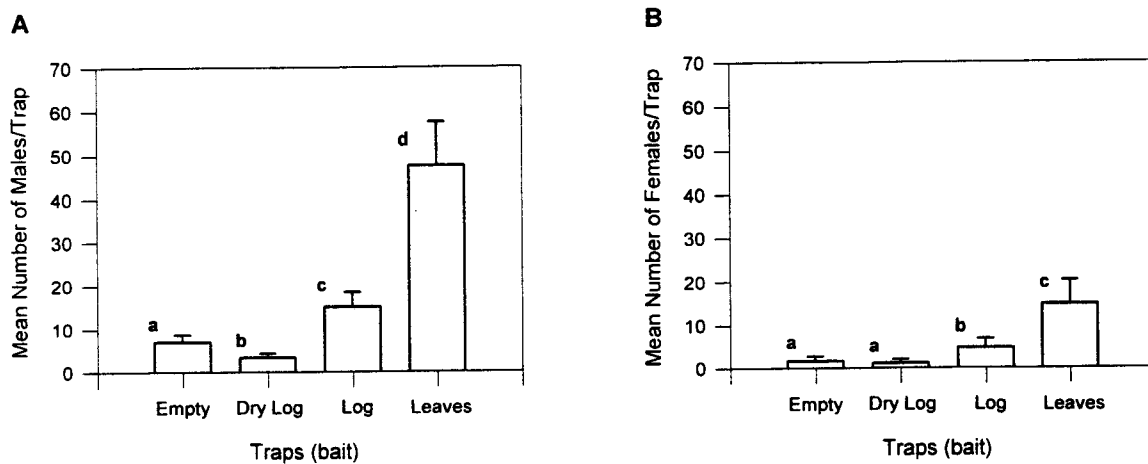 A
Mean Number of Males/Trap
70
60
50
40
30
20
10
0
a
b
c
d
Empty Dry Log Log Leaves
Traps (bait)
B
Mean Number of Females/Trap
70
60
50
40
30
20
10
0
a
a
b
c
Empty Dry Log Log Leaves
Traps (bait)